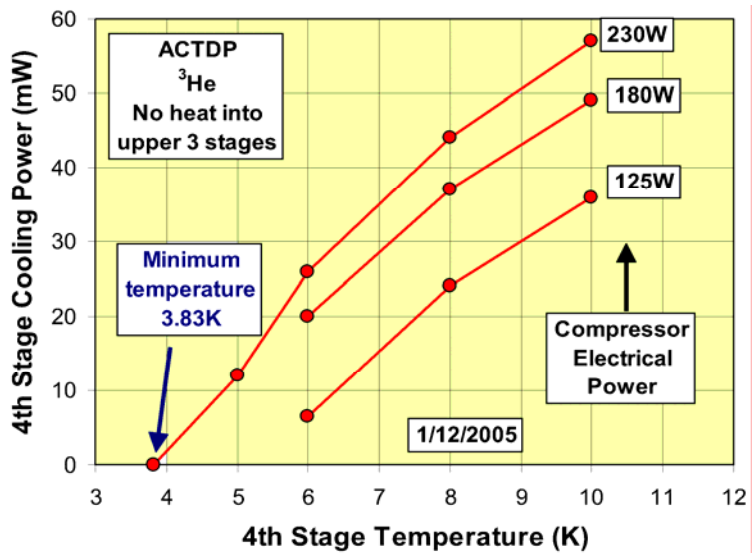 ACTDP
³He
No heat into
upper 3 stages
230W
180W
125W
Minimum
temperature
3.83K
Compressor
Electrical
Power
1/12/2005
4th Stage Cooling Power (mW)
60
50
40
30
20
10
0
3 4 5 6 7 8 9 10 11 12
4th Stage Temperature (K)